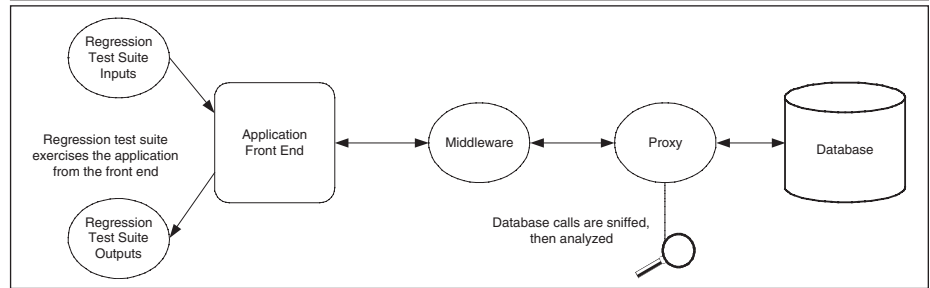 Regression
Test Suite
Inputs
Regression test suite
exercises the application
from the front end
Regression
Test Suite
Outputs
Application
Front End
Middleware
Proxy
Database calls are sniffed,
then analyzed
Database